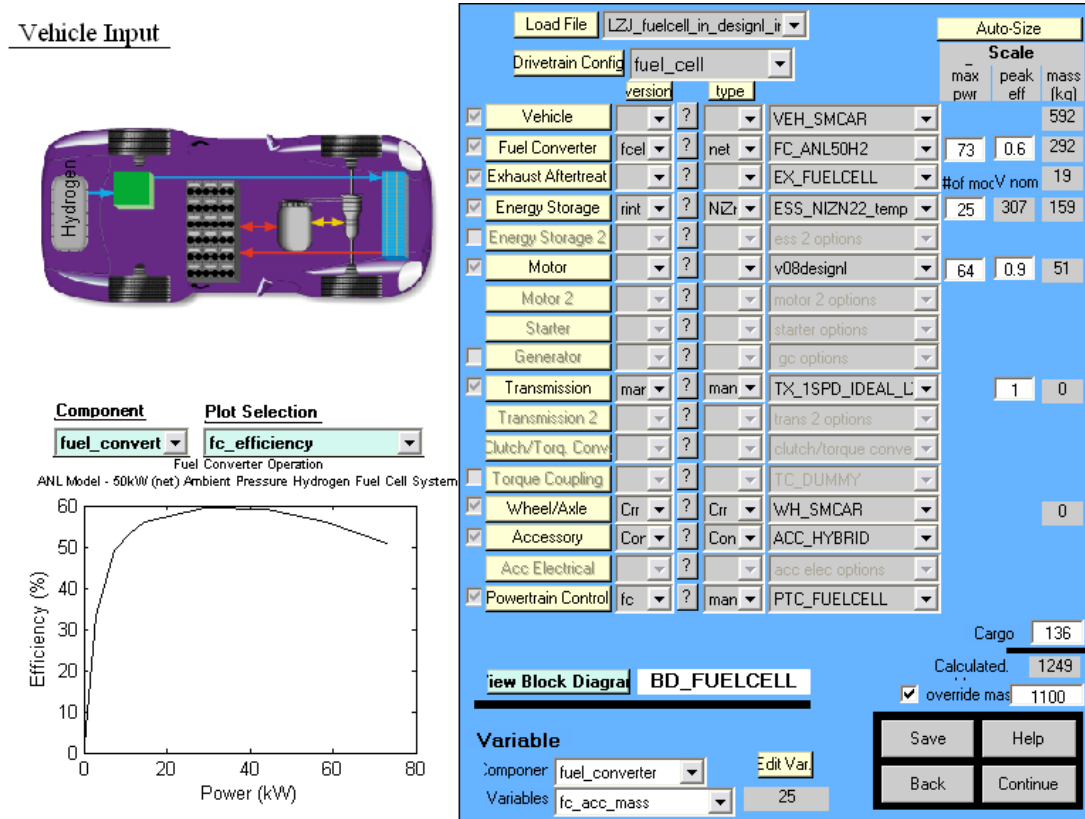 Vehicle Input
Hydrogen
Component Plot Selection
fuel_convert fc_efficiency
Fuel Converter Operation
ANL Model - 50kW (net) Ambient Pressure Hydrogen Fuel Cell System
60
50
40
30
20
10
0
Efficiency (%)
0 20 40 60 80
Power (kW)
Load File LZJ_fuelcell_in_designl_ir
Auto-Size
Drivetrain Config fuel_cell
Scale
version type
max pwr peak eff mass (kg)
Vehicle ? VEH_SMCAR 592
Fuel Converter fcel ? net FC_ANL50H2 73 0.6 292
Exhaust Aftertreat ? EX_FUELCELL #of moc V nom 19
Energy Storage rint ? NiZr ESS_NIZN22_temp 25 307 159
Energy Storage 2 ? ess 2 options
Motor ? v08designl 64 0.9 51
Motor 2 ? motor 2 options
Starter ? starter options
Generator ? gc options
Transmission mar ? man TX_1SPD_IDEAL_L 1 0
Transmission 2 ? trans 2 options
Clutch/Torq. Conv ? clutch/torque conve
Torque Coupling ? TC_DUMMY
Wheel/Axle Crr ? Crr WH_SMCAR 0
Accessory Cor ? Con ACC_HYBRID
Acc Electrical ? acc elec options
Powertrain Control fc ? man PTC_FUELCELL
Cargo 136
Calculated. 1249
override mas 1100
View Block Diagra BD_FUELCELL
Variable
Componer fuel_converter Edit Var.
Variables fc_acc_mass 25
Save Help
Back Continue